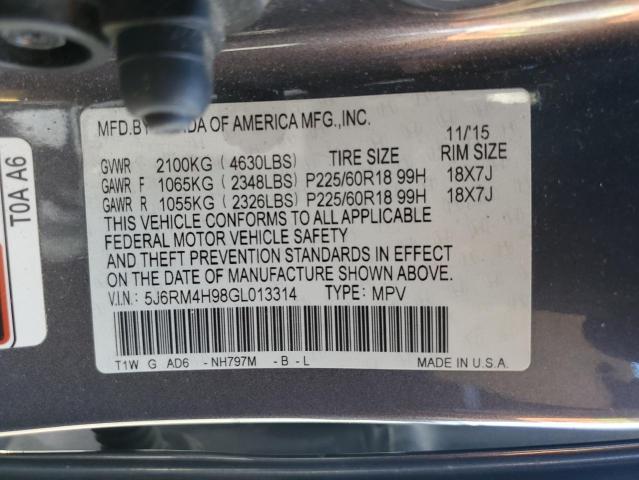 MFD.BY DA OF AMERICA MFG.,INC.
11/'15
GVWR 2100KG (4630LBS) TIRE SIZE RIM SIZE
GAWR F 1065KG (2348LBS) P225/60R18 99H 18X7J
GAWR R 1055KG (2326LBS) P225/60R18 99H 18X7J
THIS VEHICLE CONFORMS TO ALL APPLICABLE
FEDERAL MOTOR VEHICLE SAFETY
AND THEFT PREVENTION STANDARDS IN EFFECT
ON THE DATE OF MANUFACTURE SHOWN ABOVE.
V.I.N.: 5J6RM4H98GL013314 TYPE: MPV
T1W G AD6 -NH797M -B -L MADE IN U.S.A.
T0A A6